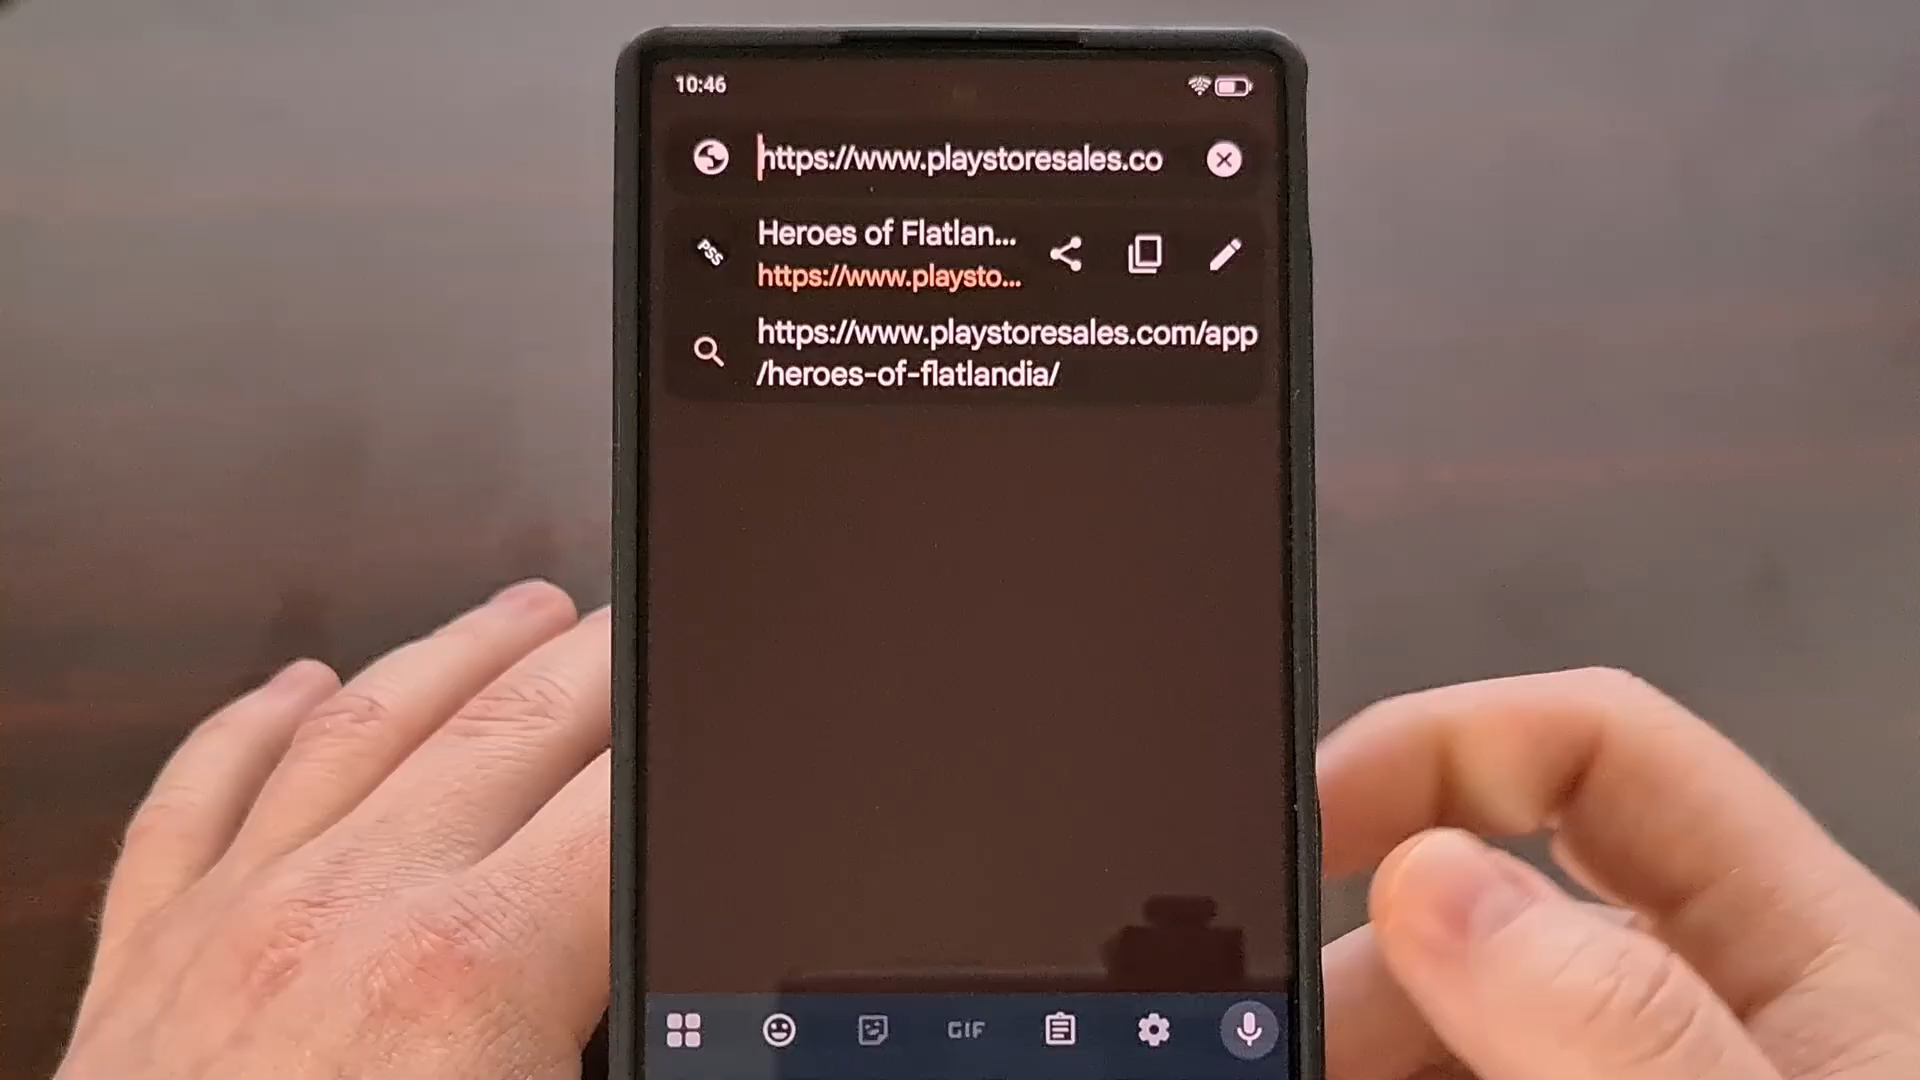 10:46
https://www.playstoresales.co
Heroes of Flatlan...
PSS
https://www.playsto...
https://www.playstoresales.com/app
/heroes-of-flatlandia/
GIF